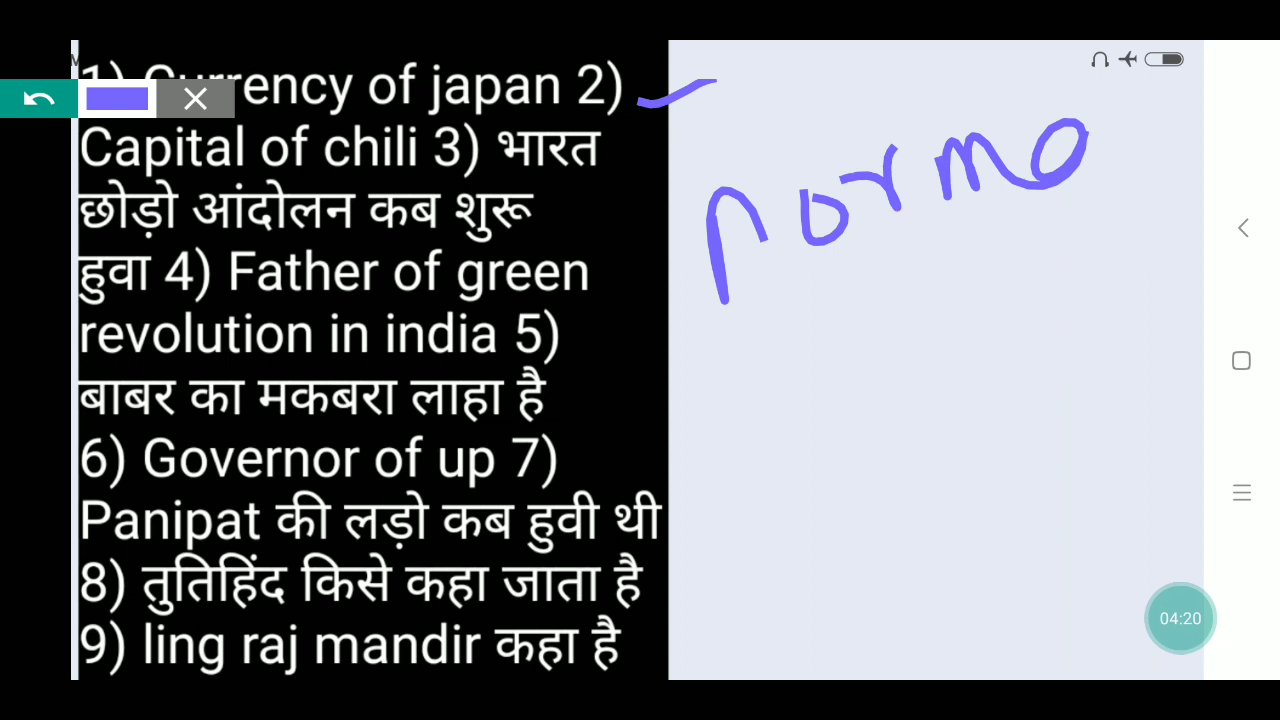 1) Currency of japan 2)
Capital of chili 3) भारत
छोड़ो आंदोलन कब शुरू
हुवा 4) Father of green
revolution in india 5)
बाबर का मकबरा लाहा है
6) Governor of up 7)
Panipat की लड़ो कब हुवी थी
8) तुतिहिंद किसे कहा जाता है
9) ling raj mandir कहा है
norma
04:20